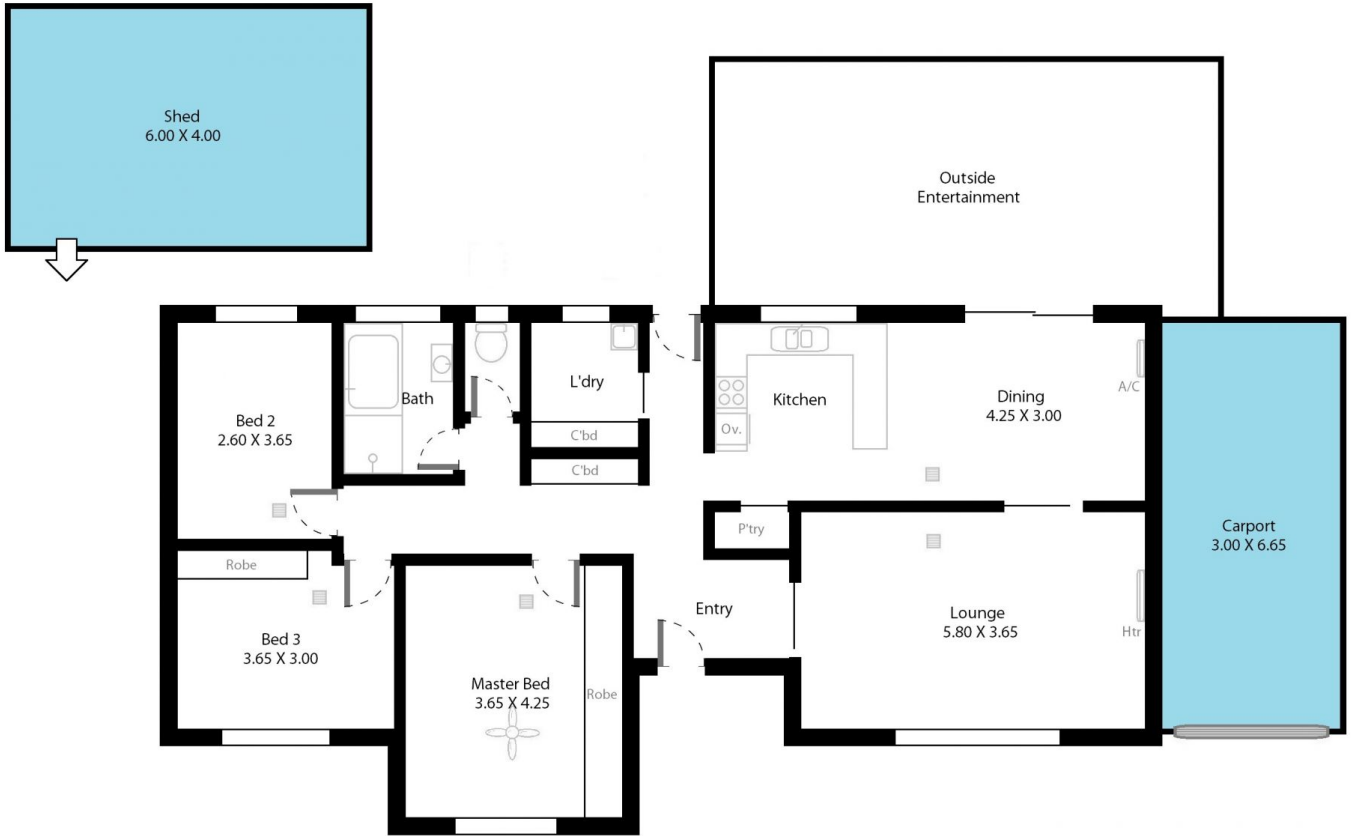 Shed
6.00 X 4.00
Outside
Entertainment
Bed 2
2.60 X 3.65
Bath
L'dry
C'bd
C'bd
Kitchen
Ov.
Dining
4.25 X 3.00
A/C
P'try
Carport
3.00 X 6.65
Robe
Bed 3
3.65 X 3.00
Master Bed
3.65 X 4.25
Robe
Entry
Lounge
5.80 X 3.65
Htr